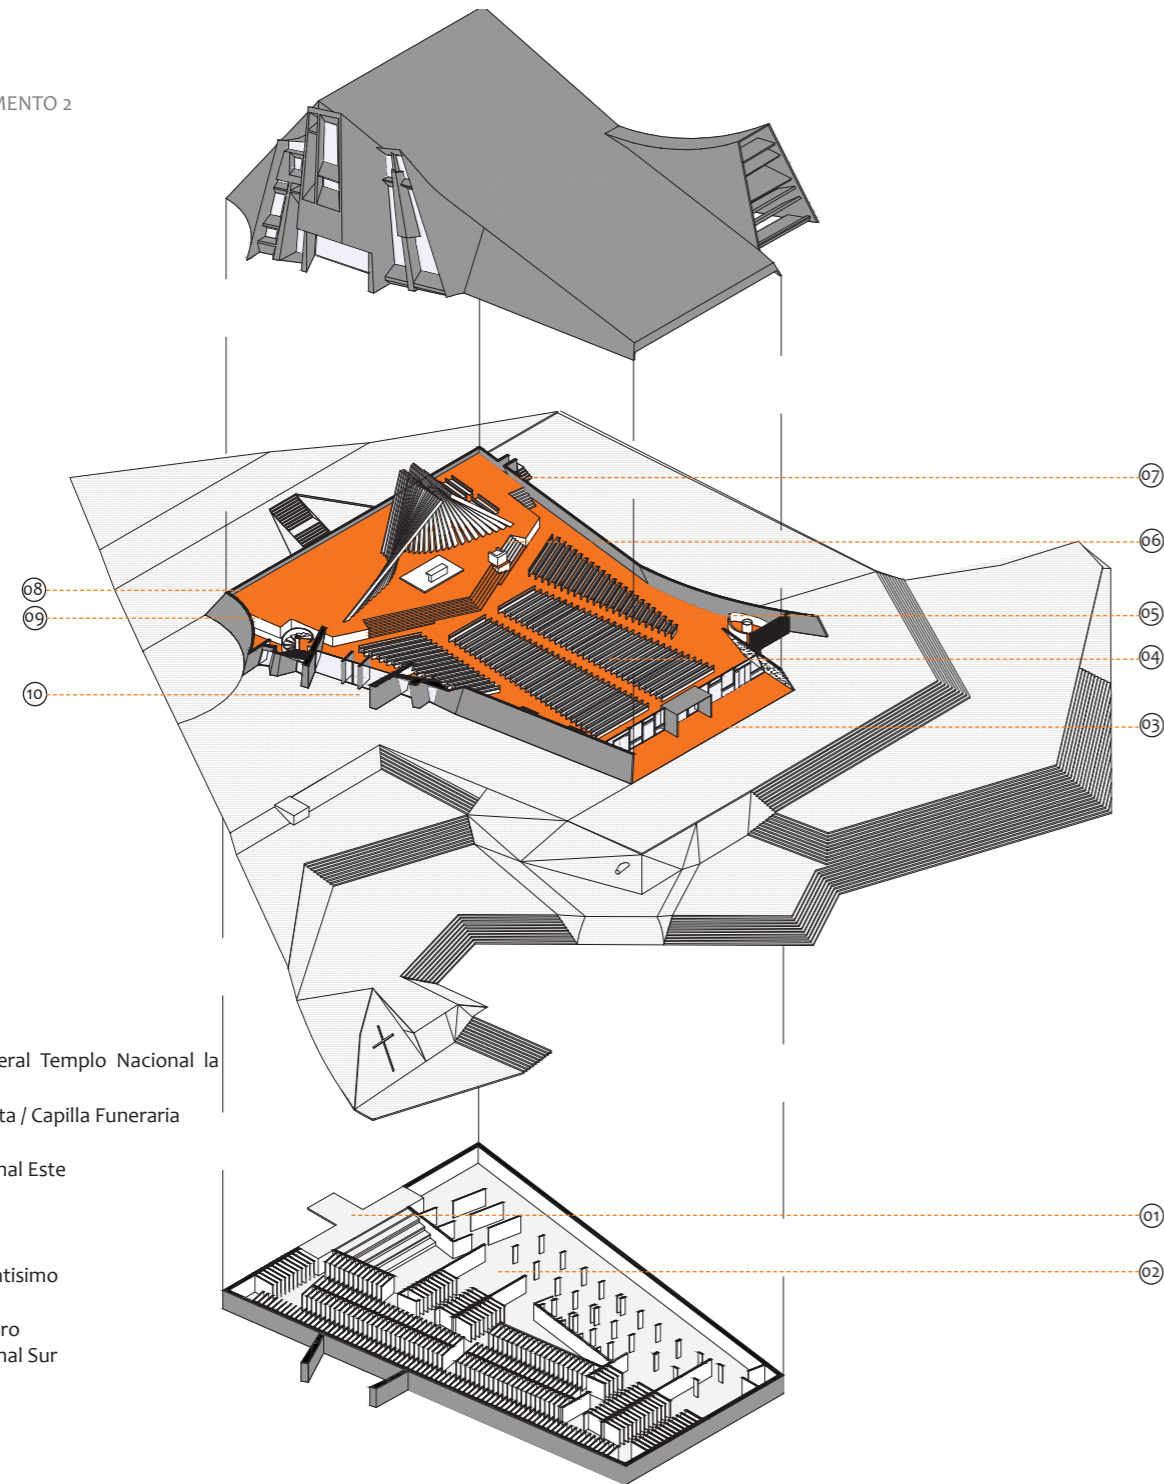 MENTO 2
07
06
08
05
09
04
10
03
eral Templo Nacional la
ta / Capilla Funeraria
nal Este
01
02
ntisimo
ro
nal Sur